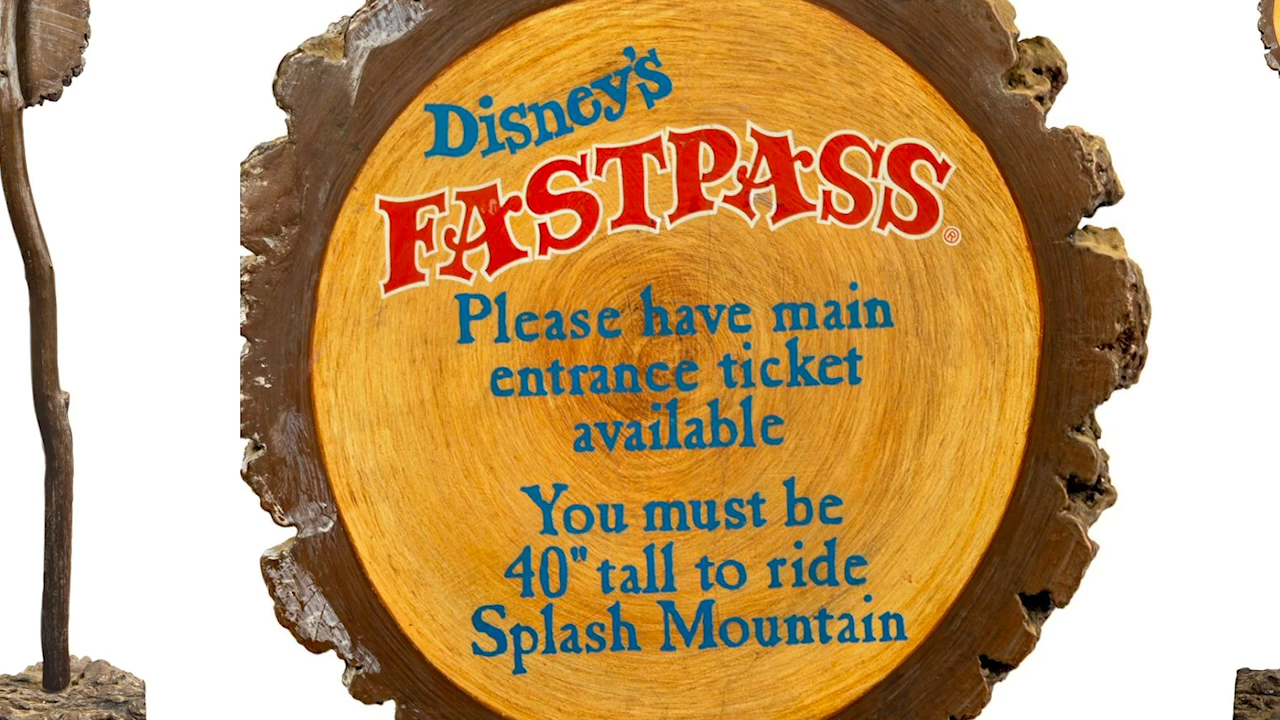 Disney's
FASTPASS®
Please have main
entrance ticket
available
You must be
40" tall to ride
Splash Mountain